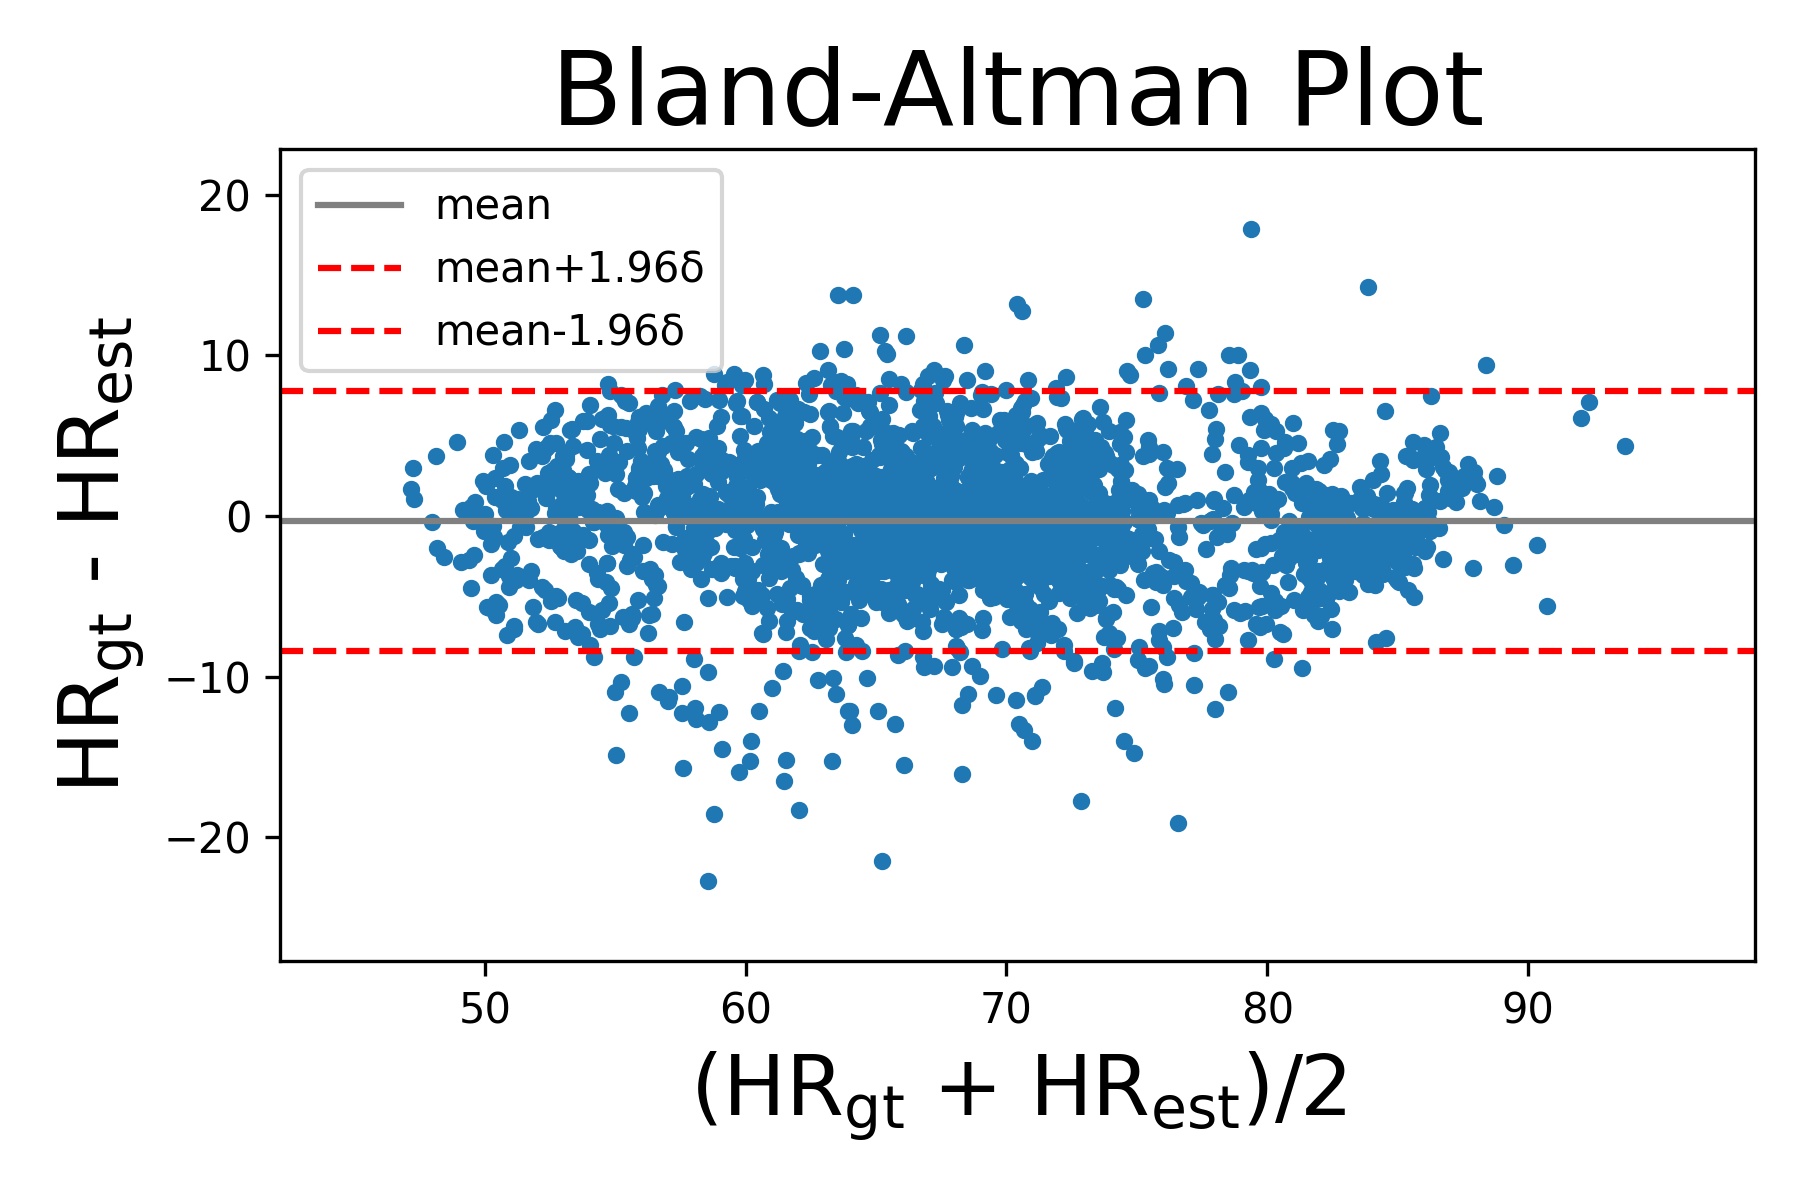 Bland-Altman Plot
mean
mean+1.96δ
mean-1.96δ
HRgt - HRest
20
10
0
−10
−20
50 60 70 80 90
(HRgt + HRest)/2